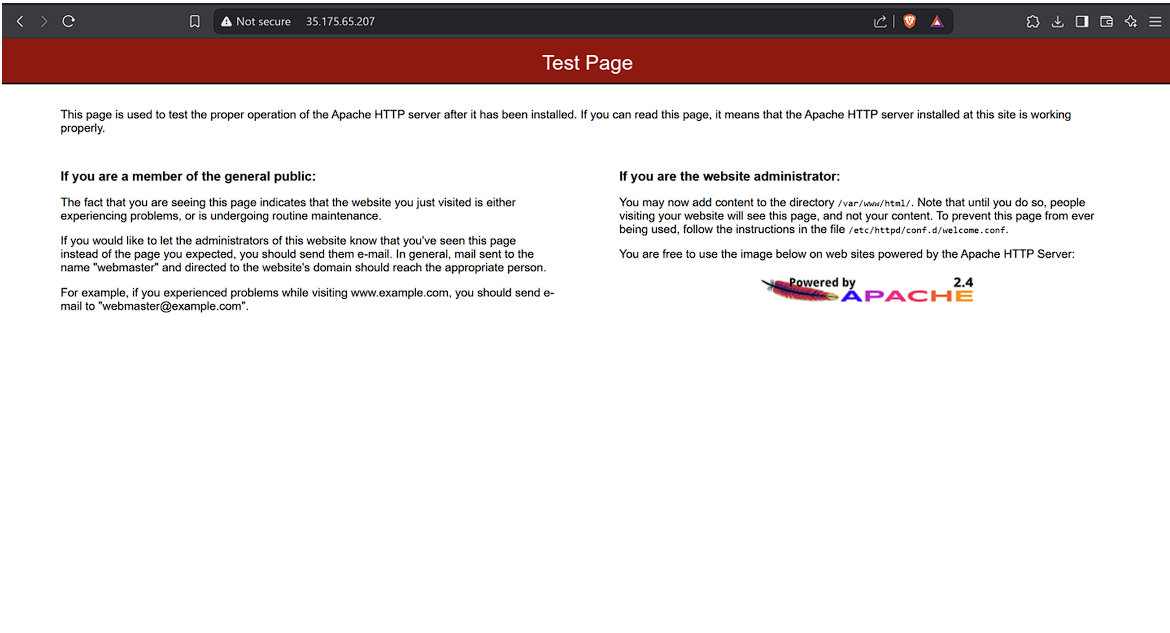 Not secure 35.175.65.207
Test Page
This page is used to test the proper operation of the Apache HTTP server after it has been installed. If you can read this page, it means that the Apache HTTP server installed at this site is working
properly.
If you are a member of the general public:
The fact that you are seeing this page indicates that the website you just visited is either
experiencing problems, or is undergoing routine maintenance.
If you would like to let the administrators of this website know that you've seen this page
instead of the page you expected, you should send them e-mail. In general, mail sent to the
name "webmaster" and directed to the website's domain should reach the appropriate person.
For example, if you experienced problems while visiting www.example.com, you should send e-
mail to "webmaster@example.com".
If you are the website administrator:
You may now add content to the directory /var/www/html/. Note that until you do so, people
visiting your website will see this page, and not your content. To prevent this page from ever
being used, follow the instructions in the file /etc/httpd/conf.d/welcome.conf.
You are free to use the image below on web sites powered by the Apache HTTP Server:
Powered by 2.4
APACHE